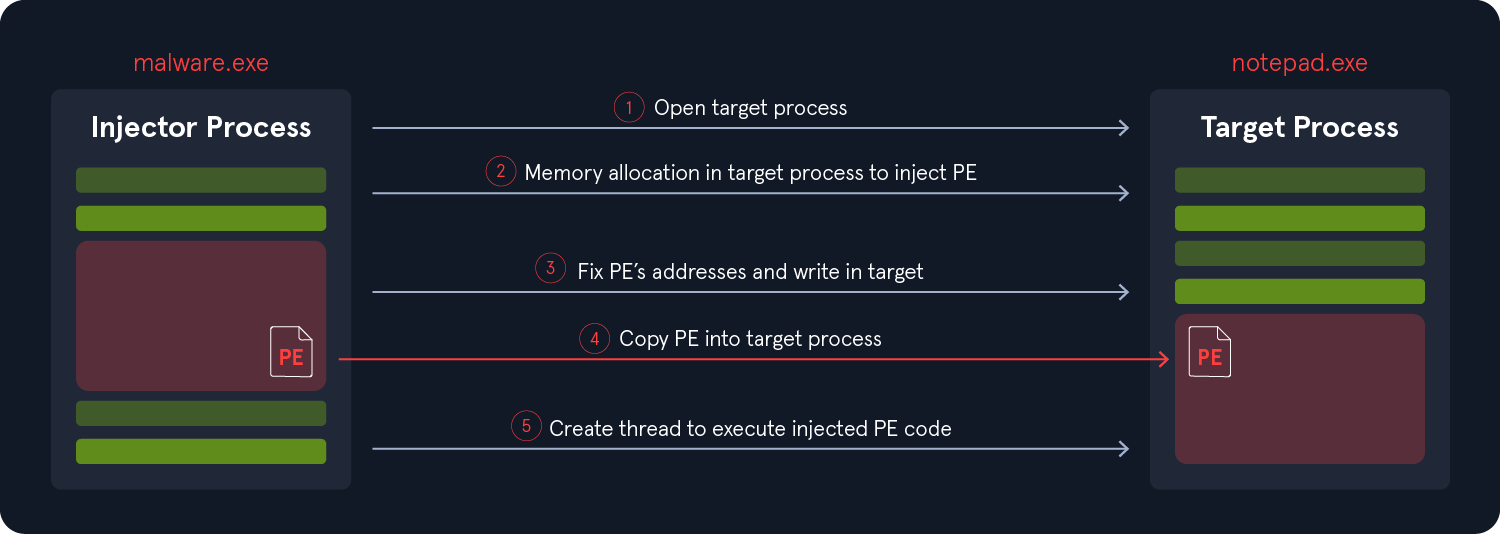 malware.exe
notepad.exe
Injector Process
Target Process
1 Open target process
2 Memory allocation in target process to inject PE
3 Fix PE’s addresses and write in target
4 Copy PE into target process
PE
PE
5 Create thread to execute injected PE code